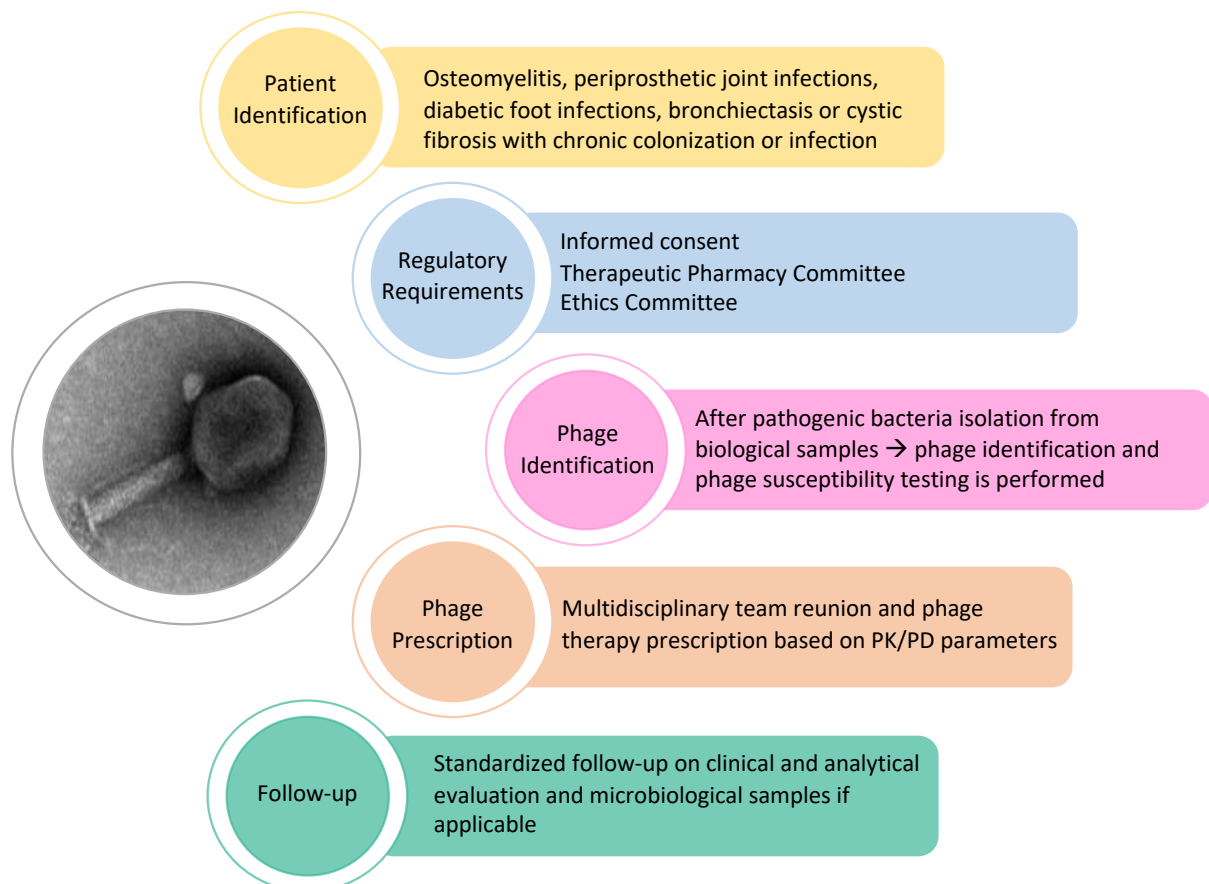 Patient
Identification
Osteomyelitis, periprosthetic joint infections,
diabetic foot infections, bronchiectasis or cystic
fibrosis with chronic colonization or infection
Regulatory
Requirements
Informed consent
Therapeutic Pharmacy Committee
Ethics Committee
Phage
Identification
After pathogenic bacteria isolation from
biological samples → phage identification and
phage susceptibility testing is performed
Phage
Prescription
Multidisciplinary team reunion and phage
therapy prescription based on PK/PD parameters
Follow-up
Standardized follow-up on clinical and analytical
evaluation and microbiological samples if
applicable